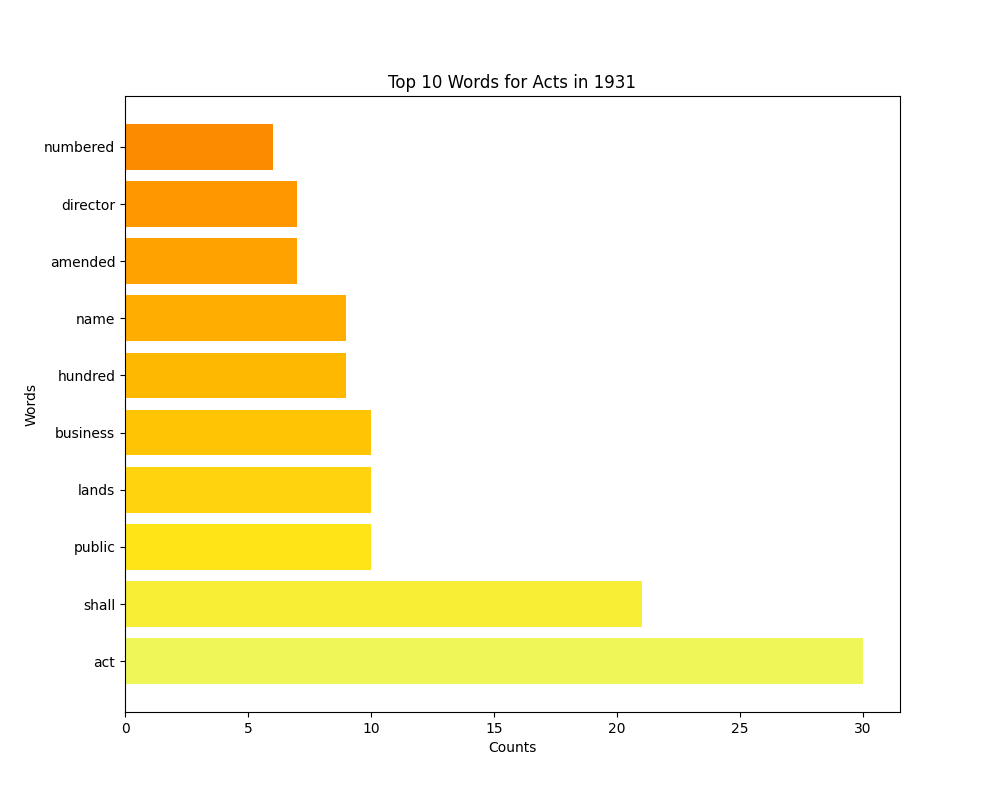 Top 10 Words for Acts in 1931
numbered
director
amended
name
hundred
business
lands
public
shall
act
Words
0 5 10 15 20 25 30
Counts